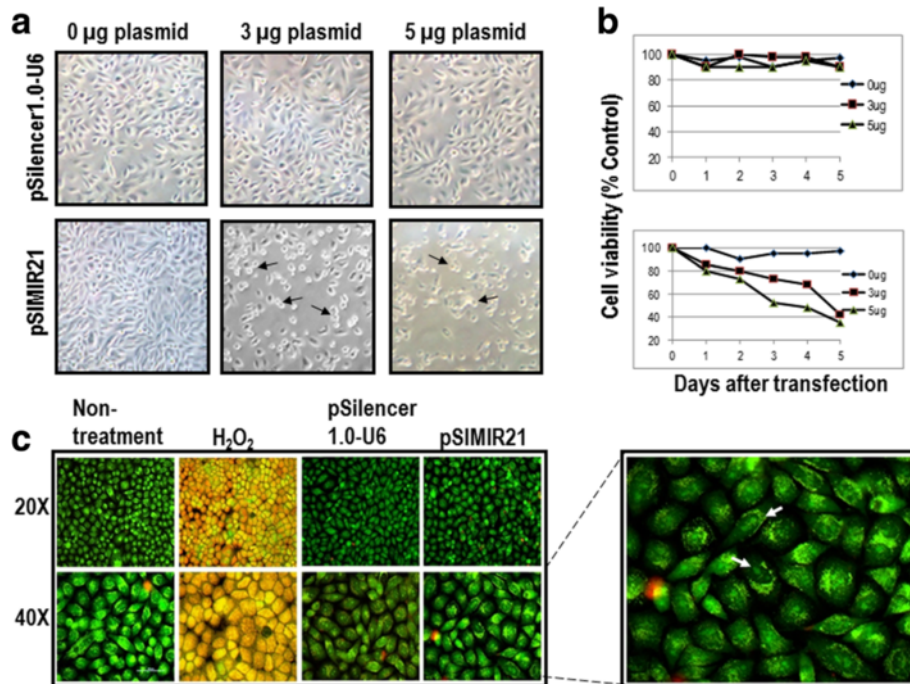 a
0 µg plasmid 3 µg plasmid 5 µg plasmid
pSilencer1.0-U6
pSIMIR21
b
Cell viability (% Control)
100
80
60
40
20
0 1 2 3 4 5
0ug
3ug
5ug
100
80
60
40
20
0 1 2 3 4 5
0ug
3ug
5ug
Days after transfection
c
Non-
treatment
H₂O₂
pSilencer
1.0-U6
pSIMIR21
20X
40X